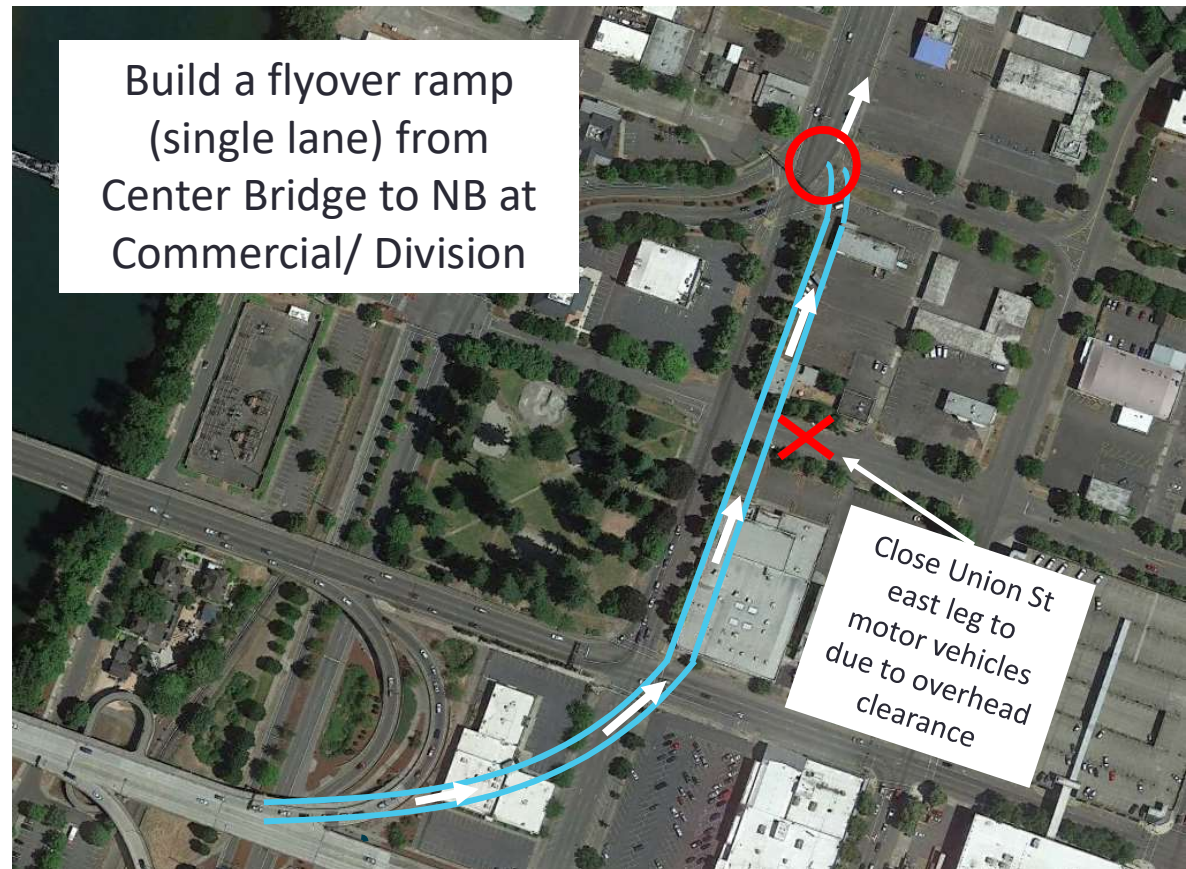 Build a flyover ramp
(single lane) from
Center Bridge to NB at
Commercial/ Division
Close Union St
east leg to
motor vehicles
due to overhead
clearance